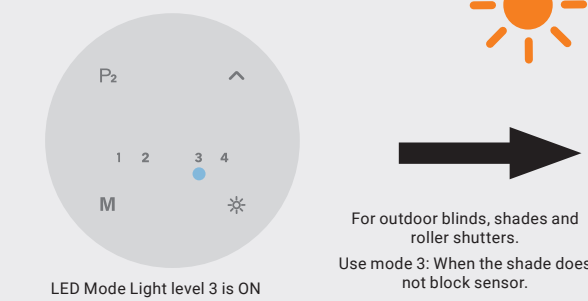 P2
1 2 3 4
M
LED Mode Light level 3 is ON
For outdoor blinds, shades and
roller shutters.
Use mode 3: When the shade does
not block sensor.